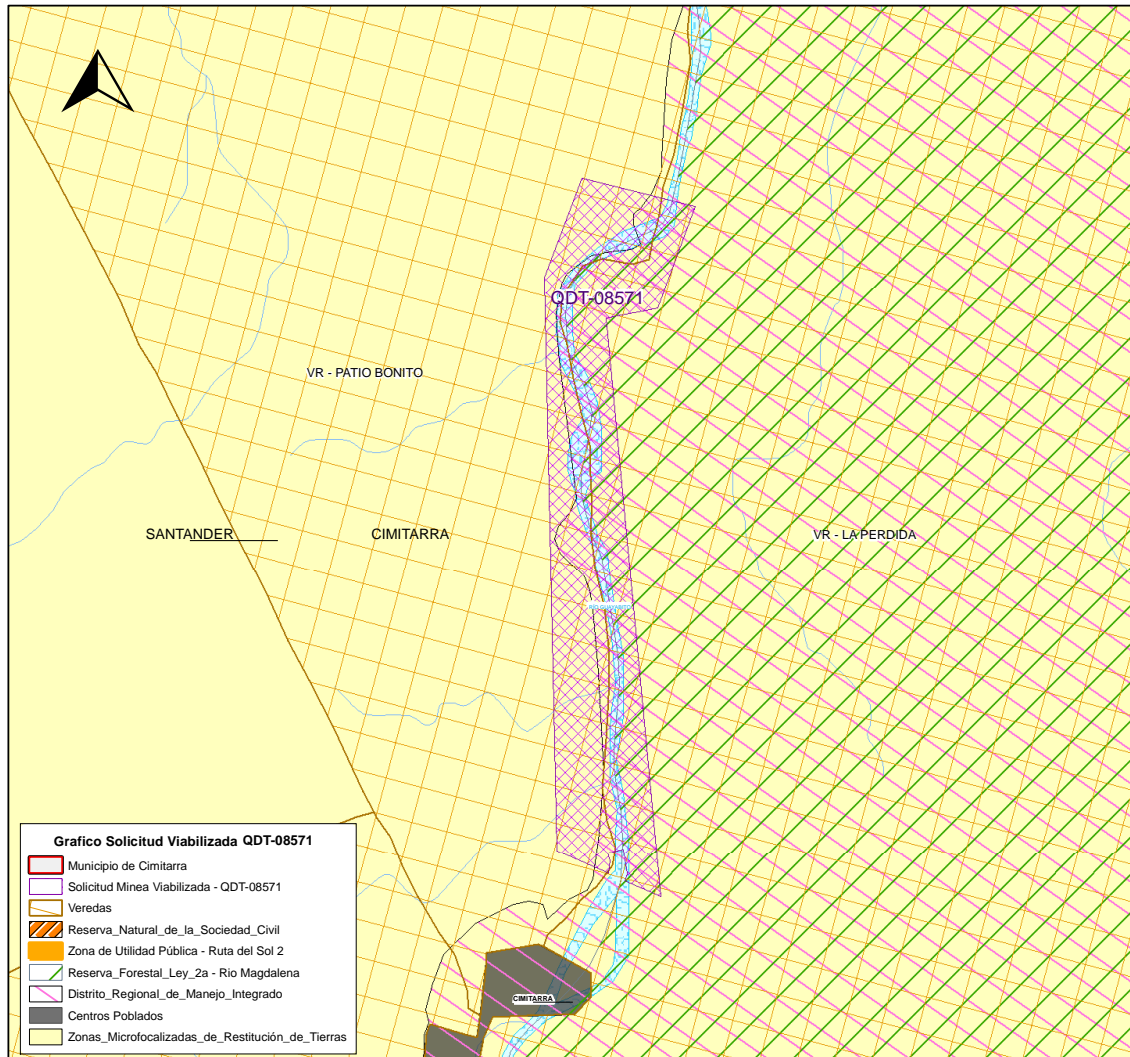 QDT-08571
VR - PATIO BONITO
SANTANDER
CIMITARRA
VR - LA PERDIDA
RIO GUAYABITO
CIMITARRA
Grafico Solicitud Viabilizada QDT-08571
Municipio de Cimitarra
Solicitud Minea Viabilizada - QDT-08571
Veredas
Reserva_Natural_de_la_Sociedad_Civil
Zona de Utilidad Pública - Ruta del Sol 2
Reserva_Forestal_Ley_2a - Rio Magdalena
Distrito_Regional_de_Manejo_Integrado
Centros Poblados
Zonas_Microfocalizadas_de_Restitución_de_Tierras